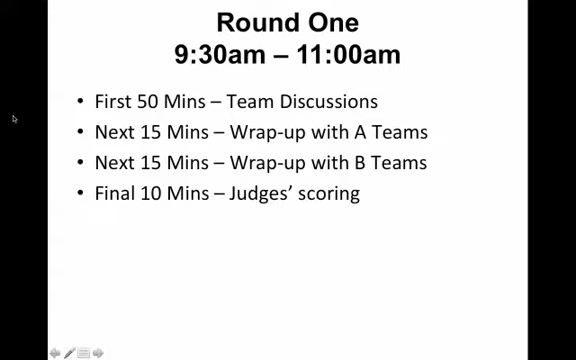 Round One
9:30am – 11:00am
• First 50 Mins – Team Discussions
• Next 15 Mins – Wrap-up with A Teams
• Next 15 Mins – Wrap-up with B Teams
• Final 10 Mins – Judges’ scoring